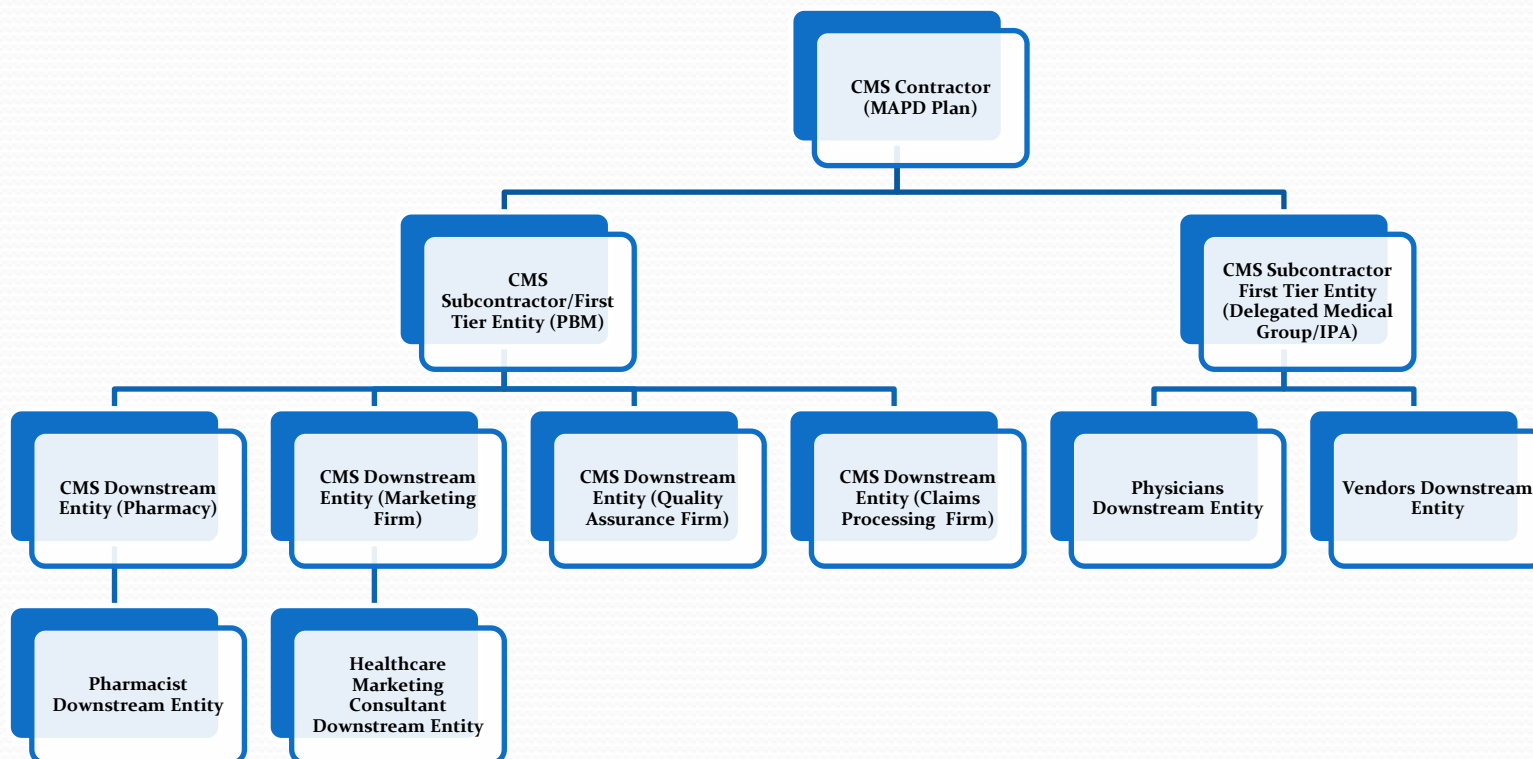 CMS Contractor
(MAPD Plan)
CMS
Subcontractor/First
Tier Entity (PBM)
CMS Subcontractor
First Tier Entity
(Delegated Medical
Group/IPA)
CMS Downstream
Entity (Pharmacy)
CMS Downstream
Entity (Marketing
Firm)
CMS Downstream
Entity (Quality
Assurance Firm)
CMS Downstream
Entity (Claims
Processing  Firm)
Physicians
Downstream Entity
Vendors Downstream
Entity
Pharmacist
Downstream Entity
Healthcare
Marketing
Consultant
Downstream Entity